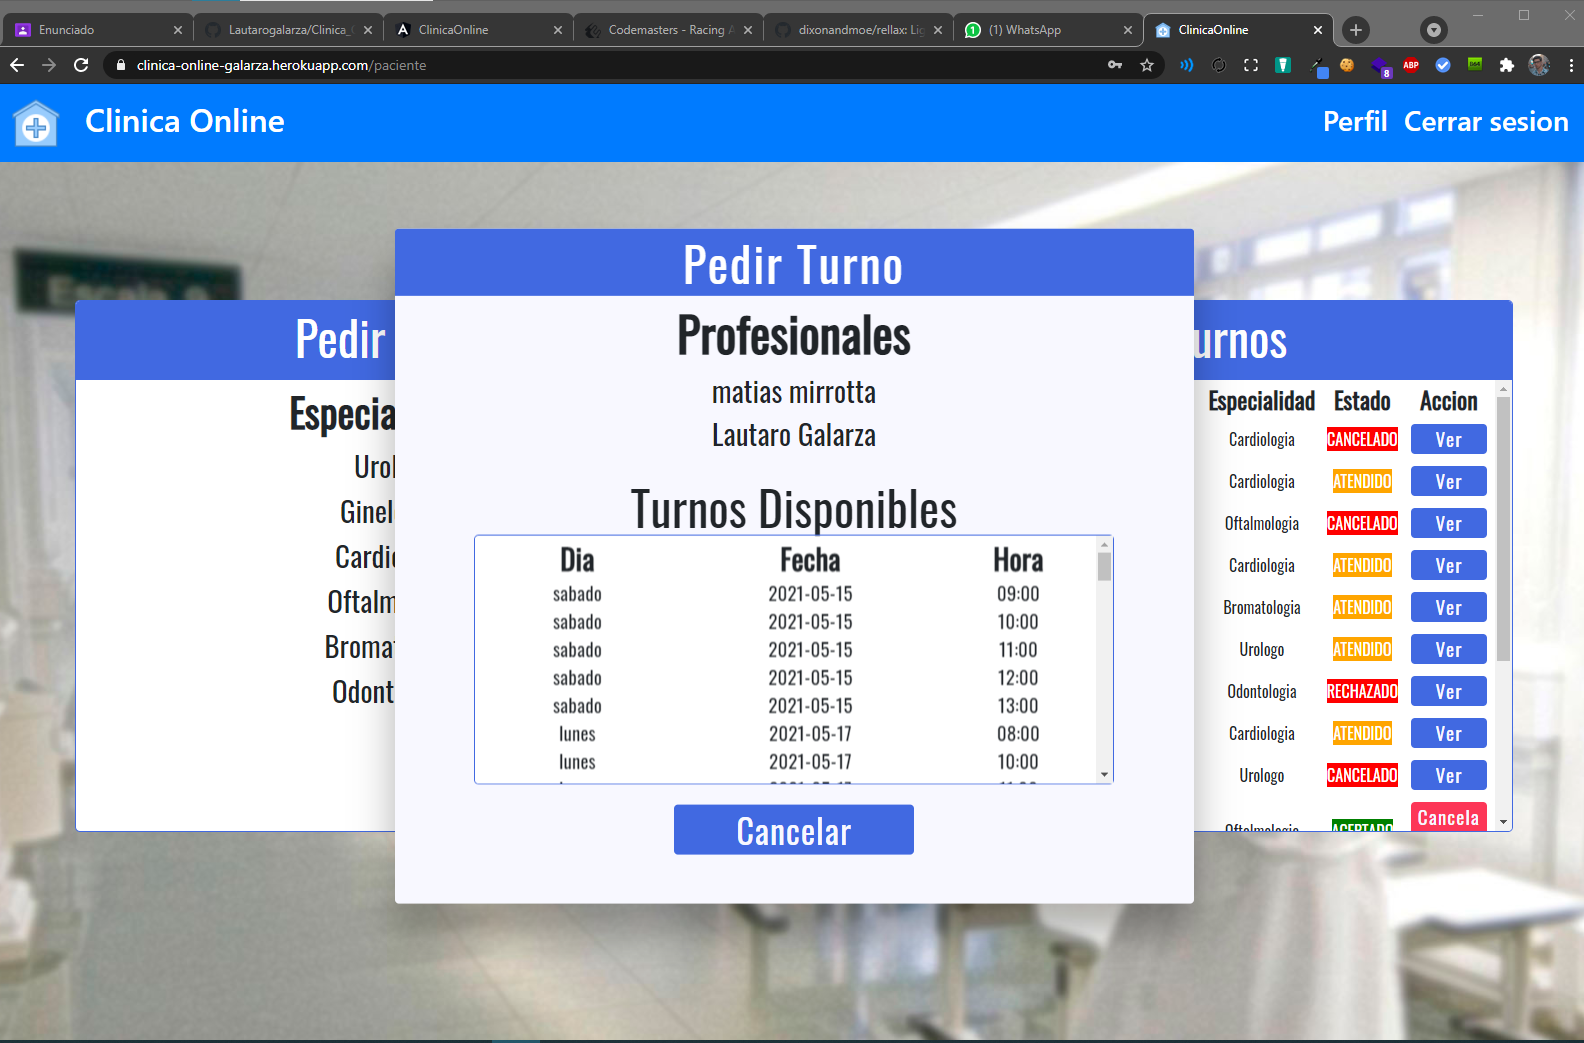 Enunciado
Lautarogalarza/Clinica_
ClinicaOnline
Codemasters - Racing
dixonandmoe/rellax: Lig
(1) WhatsApp
ClinicaOnline
clinica-online-galarza.herokuapp.com/paciente
8
ABP
Clinica Online
Perfil Cerrar sesion
Pedir Turno
Profesionales
matias mirrotta
Lautaro Galarza
Turnos Disponibles
Dia Fecha Hora
sabado 2021-05-15 09:00
sabado 2021-05-15 10:00
sabado 2021-05-15 11:00
sabado 2021-05-15 12:00
sabado 2021-05-15 13:00
lunes 2021-05-17 08:00
lunes 2021-05-17 10:00
Cancelar
Pedir
Especia
Urol
Ginel
Cardi
Oftalm
Broma
Odont
urnos
Especialidad Estado Accion
Cardiologia CANCELADO Ver
Cardiologia ATENDIDO Ver
Oftalmologia CANCELADO Ver
Cardiologia ATENDIDO Ver
Bromatologia ATENDIDO Ver
Urologo ATENDIDO Ver
Odontologia RECHAZADO Ver
Cardiologia ATENDIDO Ver
Urologo CANCELADO Ver
Oftalmologia ACEPTADO Cancela